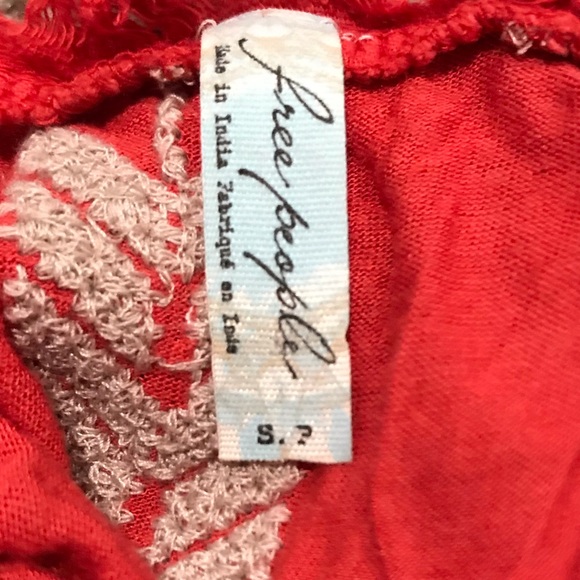 free people
Made in India Fabriqué en Inde
S.P